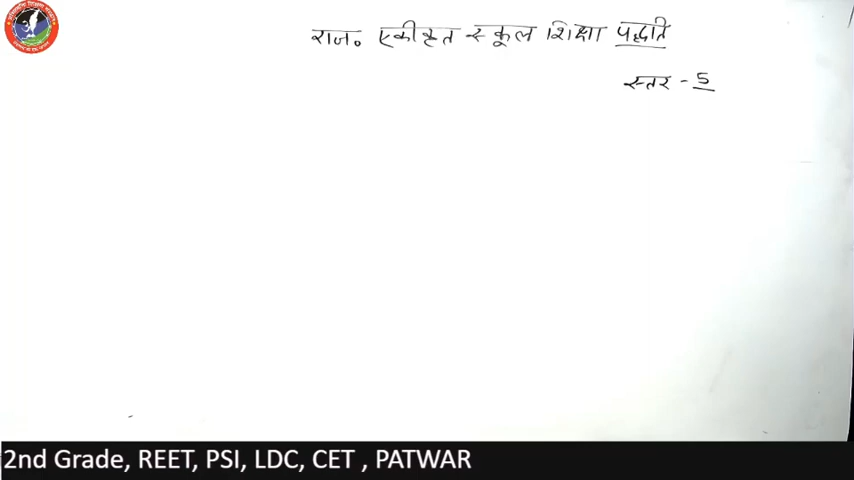 राज० एकीकृत स्कूल शिक्षा पद्धति
स्तर - 5
2nd Grade, REET, PSI, LDC, CET , PATWAR